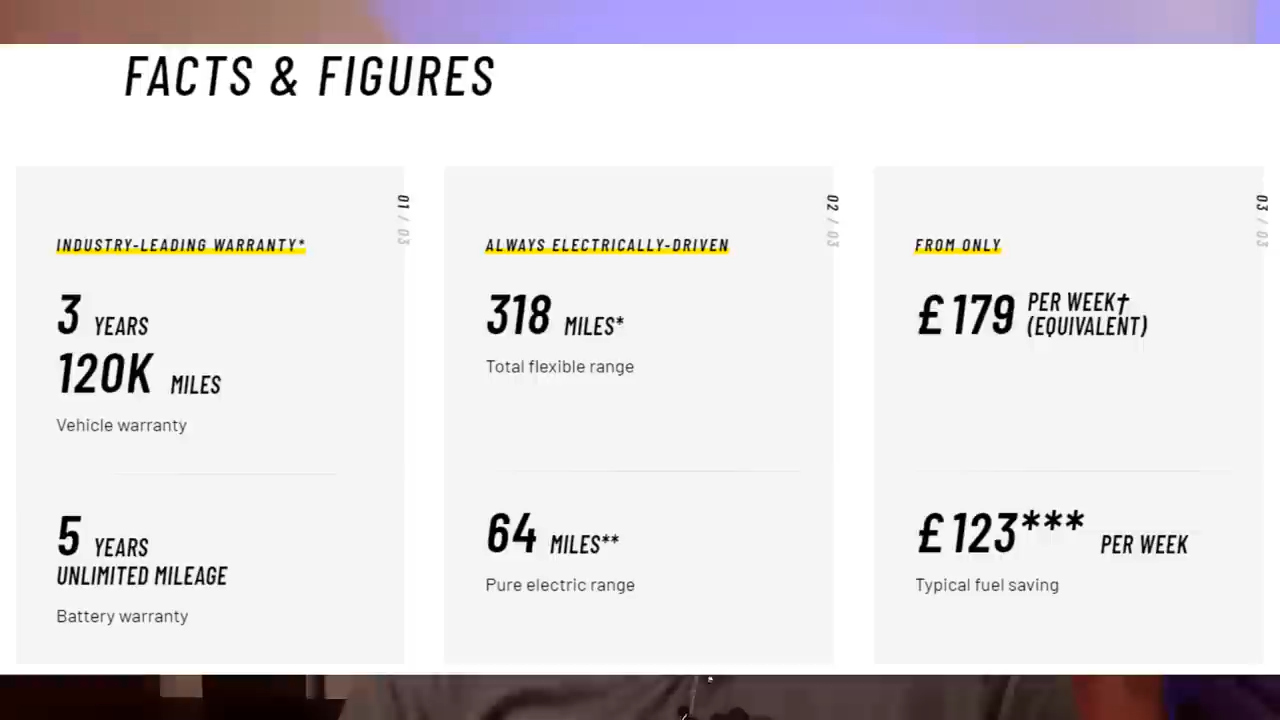 FACTS & FIGURES
01 / 03
INDUSTRY-LEADING WARRANTY*
3 YEARS
120K MILES
Vehicle warranty
5 YEARS
UNLIMITED MILEAGE
Battery warranty
02 / 03
ALWAYS ELECTRICALLY-DRIVEN
318 MILES*
Total flexible range
64 MILES**
Pure electric range
03 / 03
FROM ONLY
£179 PER WEEK†
(EQUIVALENT)
£123*** PER WEEK
Typical fuel saving